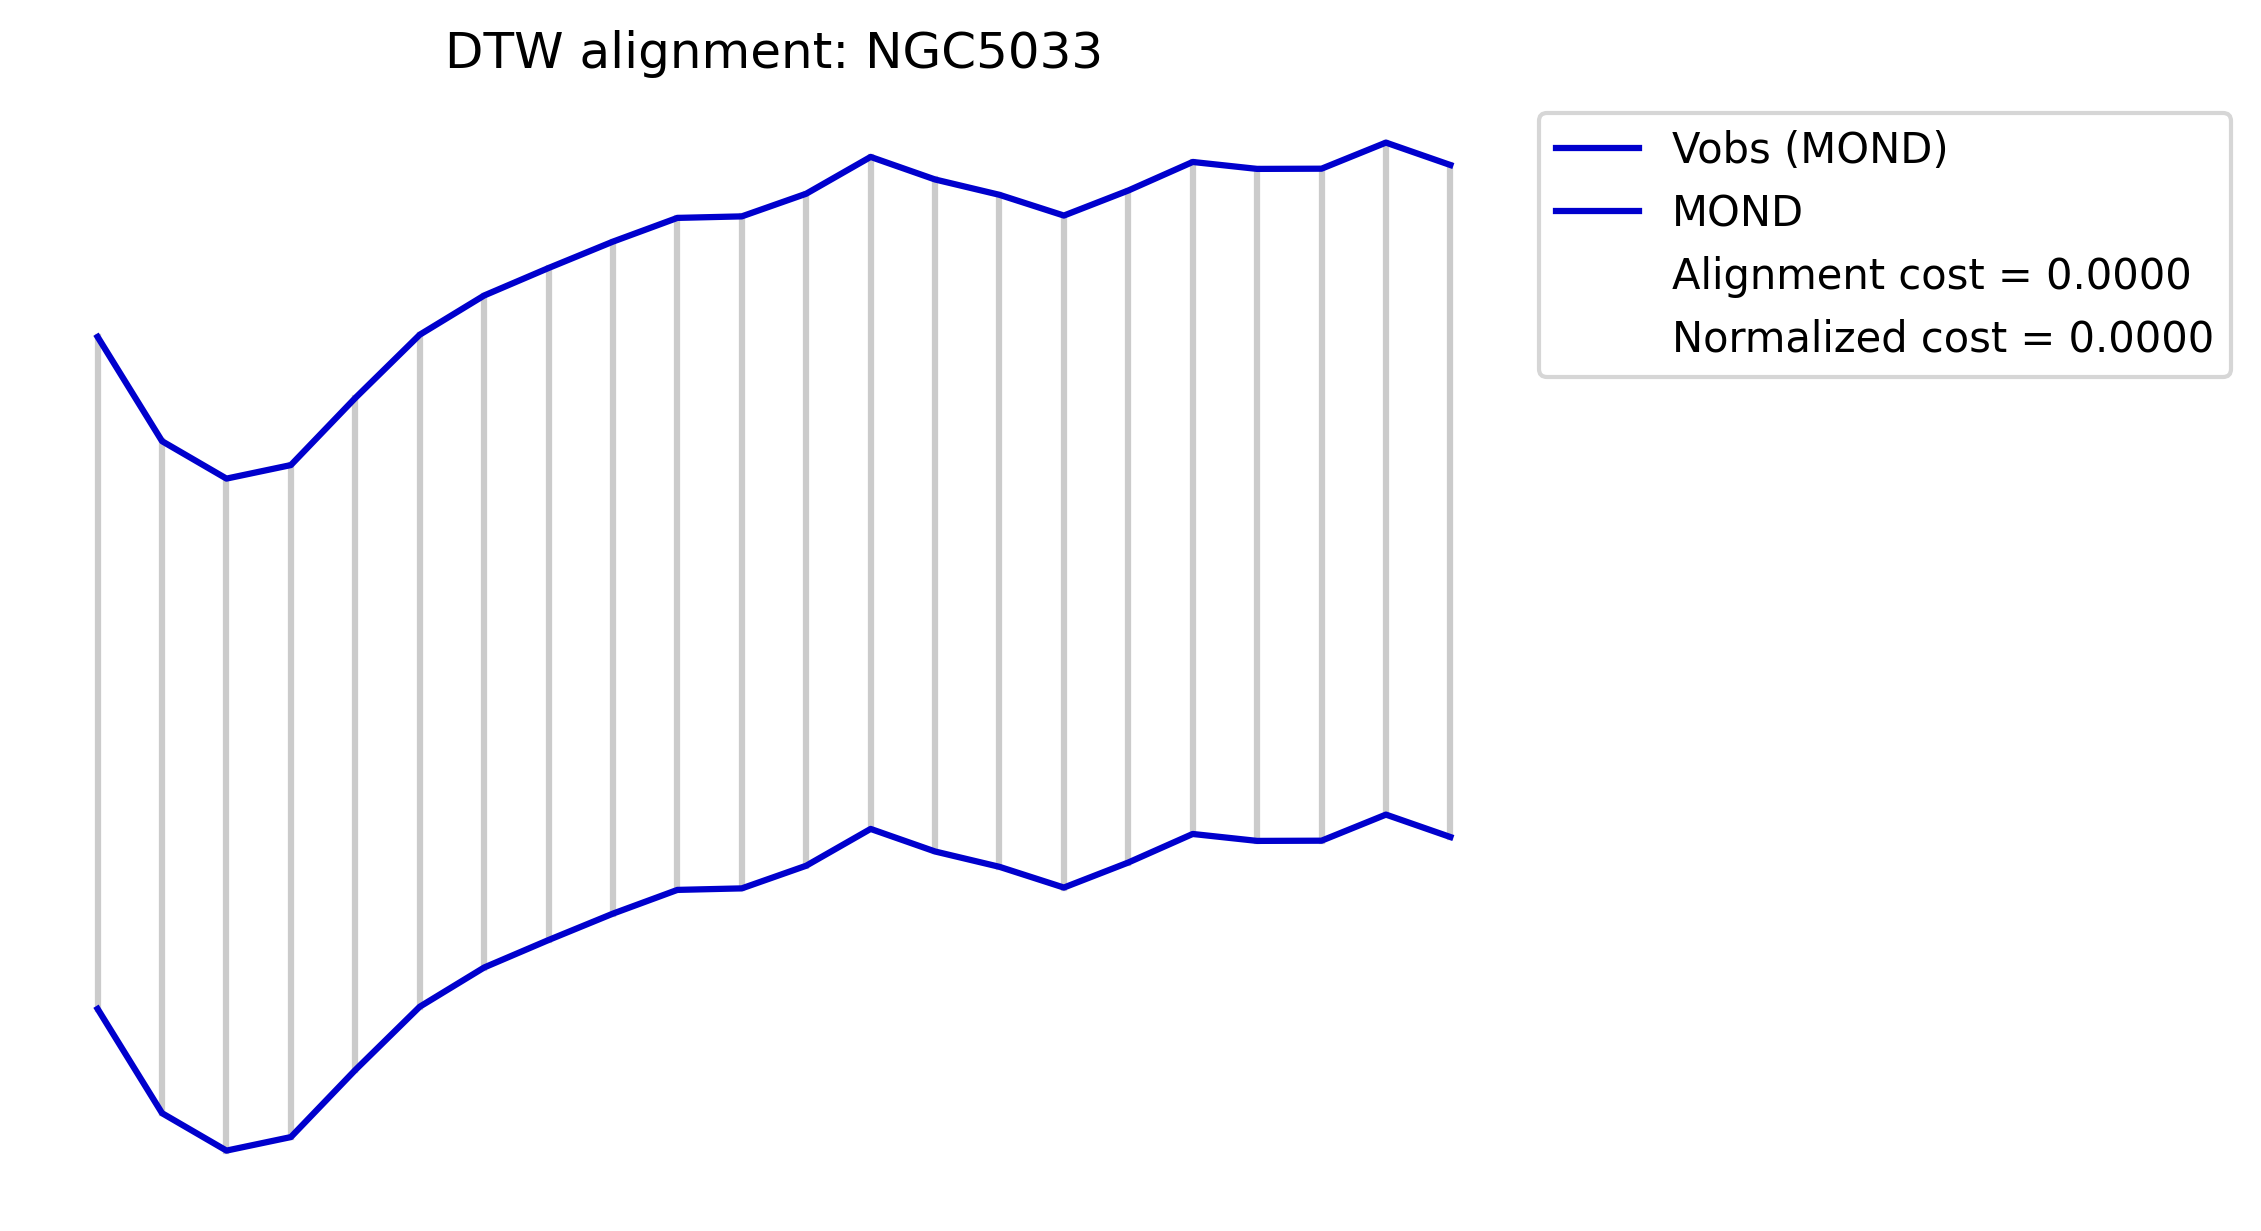 DTW alignment: NGC5033
Vobs (MOND)
MOND
Alignment cost = 0.0000
Normalized cost = 0.0000